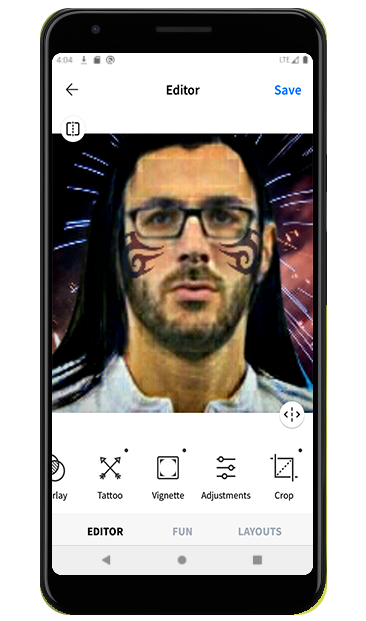 4:04
LTE
Editor
Save
rlay
Tattoo
Vignette
Adjustments
Crop
EDITOR
FUN
LAYOUTS